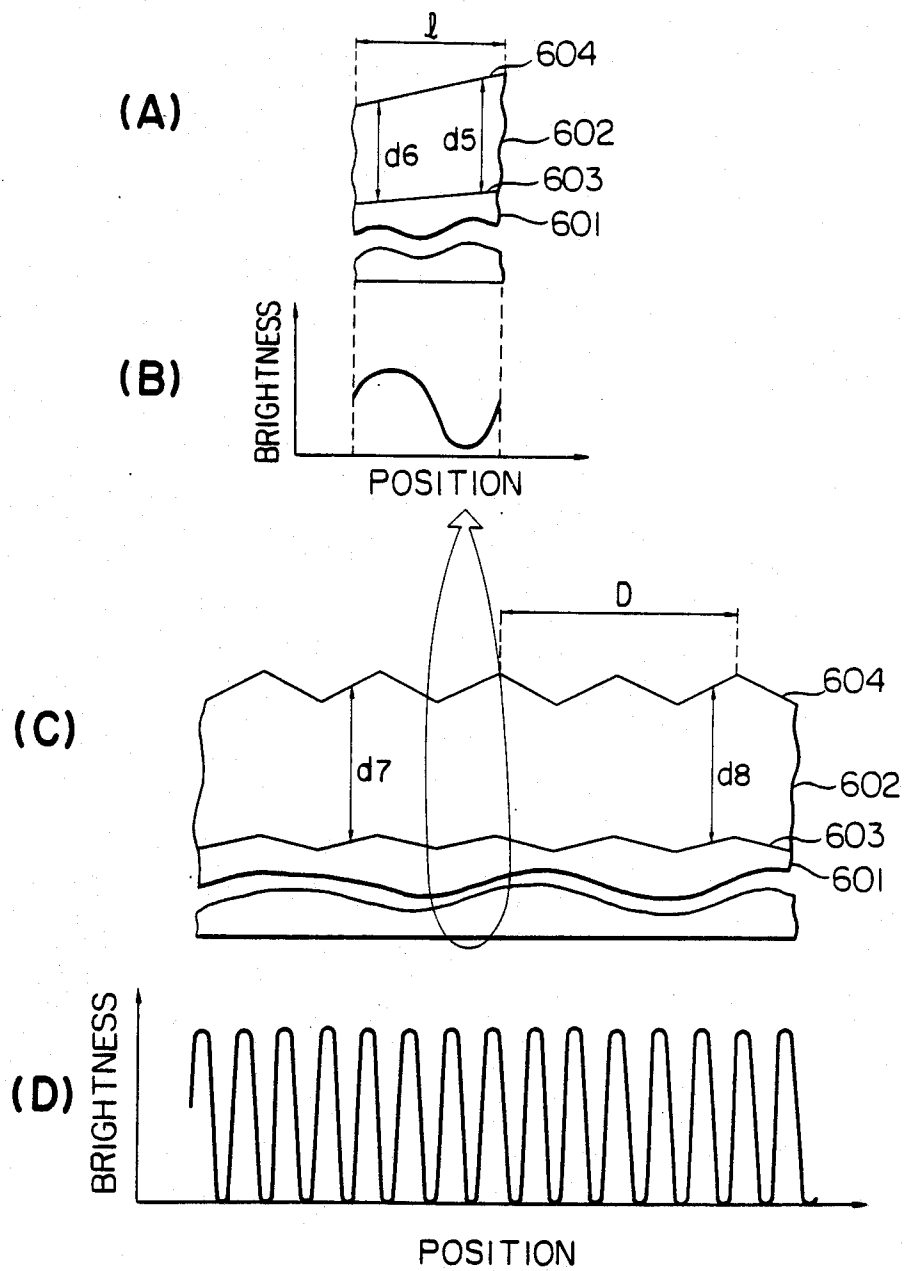 l
604
(A)
d6
d5
602
603
601
BRIGHTNESS
(B)
POSITION
D
604
(C)
d7
d8
602
603
601
BRIGHTNESS
(D)
POSITION